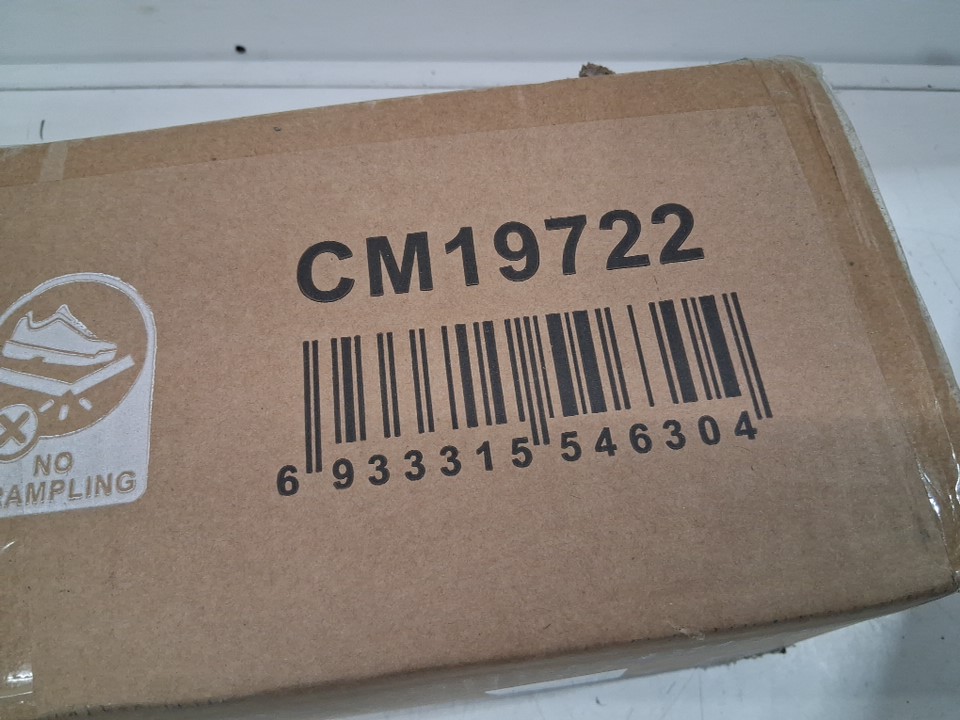 CM19722
6 933315 546304
NO
RAMPLING